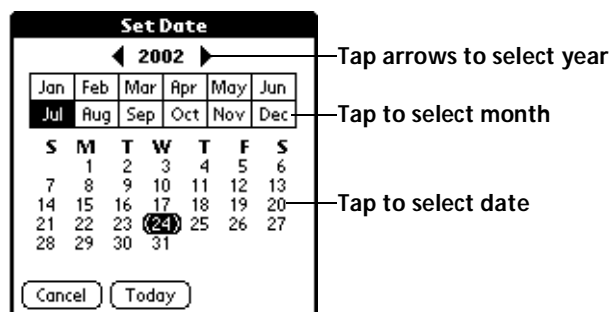 Set Date
2002
Tap arrows to select year
Jan Feb Mar Apr May Jun
Jul Aug Sep Oct Nov Dec
Tap to select month
S M T W T F S
1 2 3 4 5 6
7 8 9 10 11 12 13
14 15 16 17 18 19 20
Tap to select date
21 22 23 24 25 26 27
28 29 30 31
Cancel Today